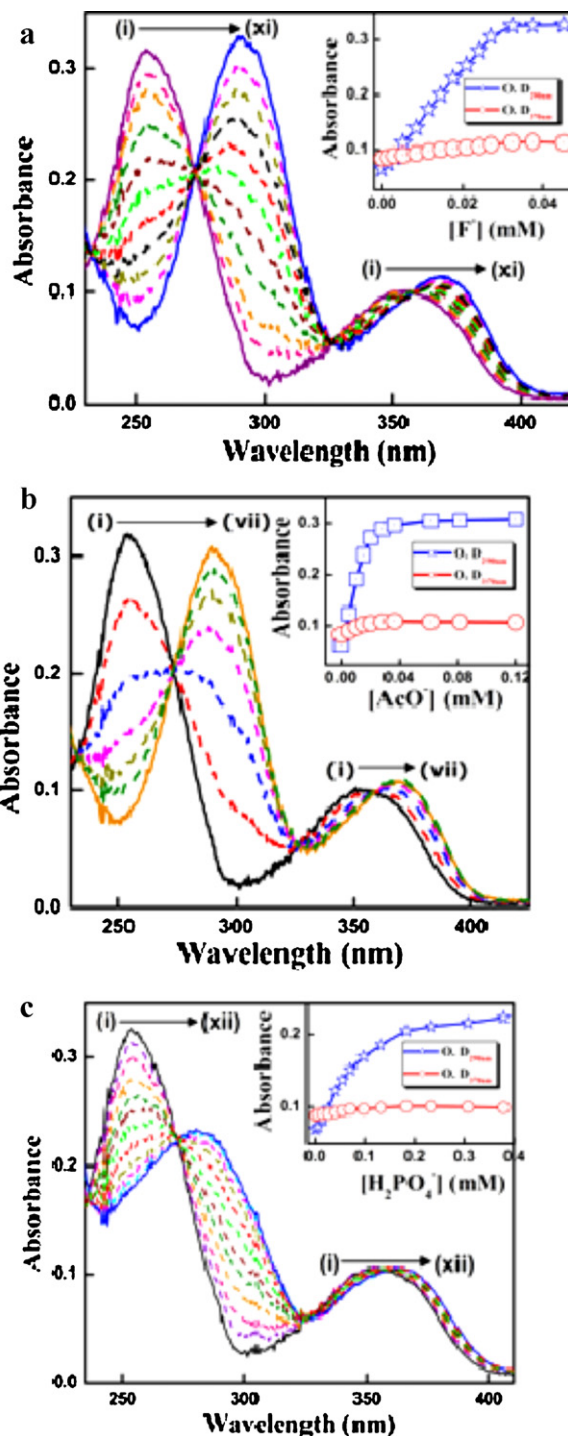 a
(i) (xi)
0.3
0.2
0.1
0.0
Absorbance
250 300 350 400
Wavelength (nm)
(i) (xi)
0.3
0.2
0.1
Absorbance
O. D
O. D
0.00 0.02 0.04
[F-] (mM)
b
(i) (vii)
0.3
0.2
0.1
0.0
Absorbance
250 300 350 400
Wavelength (nm)
(i) (vii)
0.3
0.2
0.1
Absorbance
O. D
O. D
0.00 0.04 0.08 0.12
[AcO-] (mM)
c
(i) (xii)
0.3
0.2
0.1
0.0
Absorbance
250 300 350 400
Wavelength (nm)
(i) (xii)
0.2
0.1
Absorbance
O. D
O. D
0.0 0.1 0.2 0.3 0.4
[H2PO4-] (mM)